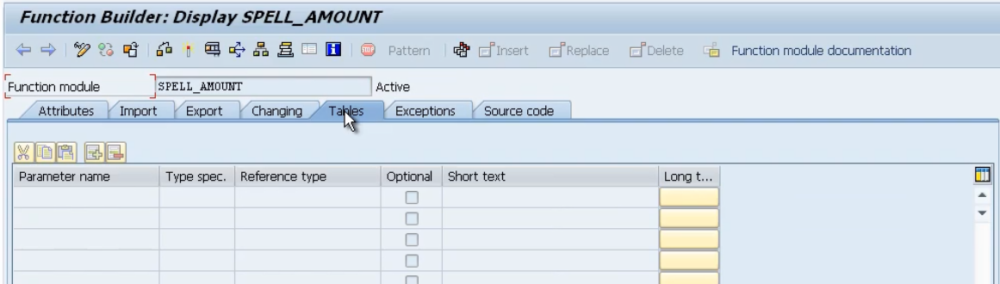 Function Builder: Display SPELL_AMOUNT
Pattern Insert Replace Delete Function module documentation
Function module SPELL_AMOUNT Active
Attributes Import Export Changing Tables Exceptions Source code
Parameter name Type spec. Reference type Optional Short text Long t...